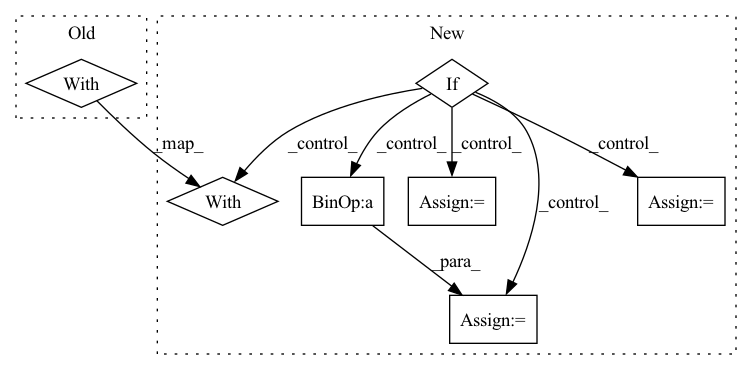 Old
New
With
If
_map_
_control_
_control_
_control_
_control_
With
BinOp:a
Assign:=
_control_
Assign:=
_para_
Assign:=